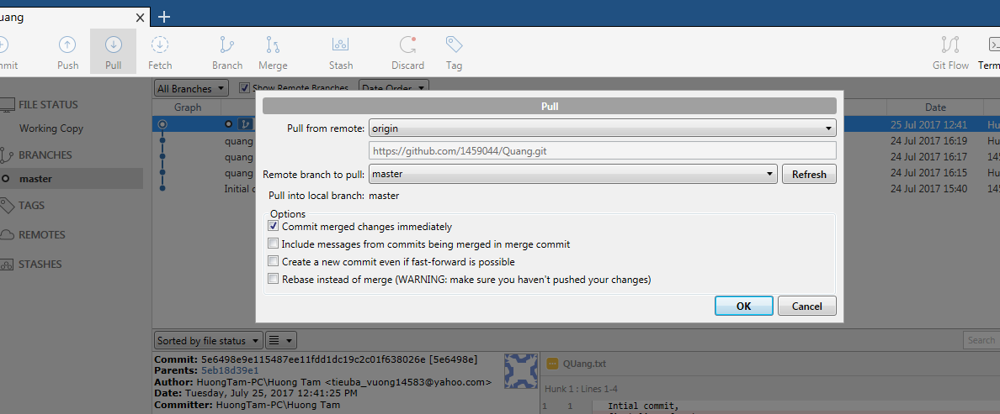 uang
mmit Push Pull Fetch Branch Merge Stash Discard Tag Git Flow Term
All Branches Show Remote Branches Date Order
Graph Date
Pull
FILE STATUS
Working Copy
BRANCHES
master
TAGS
REMOTES
STASHES
25 Jul 2017 12:41 Hu
quang 24 Jul 2017 16:19 Hu
quang 24 Jul 2017 16:17 145
quang 24 Jul 2017 16:15 Hu
Initial c 24 Jul 2017 15:40 145
Pull from remote: origin
https://github.com/1459044/Quang.git
Remote branch to pull: master Refresh
Pull into local branch: master
Options
Commit merged changes immediately
Include messages from commits being merged in merge commit
Create a new commit even if fast-forward is possible
Rebase instead of merge (WARNING: make sure you haven't pushed your changes)
OK Cancel
Sorted by file status Search
Commit: 5e6498e9e115487ee11fdd1dc19c2c01f638026e [5e6498e]
Parents: 5eb18d39e1
Author: HuongTam-PC\Huong Tam <tieuba_vuong14583@yahoo.com>
Date: Tuesday, July 25, 2017 12:41:25 PM
Committer: HuongTam-PC\Huong Tam
QUang.txt
Hunk 1 : Lines 1-4
1 1 Intial commit,